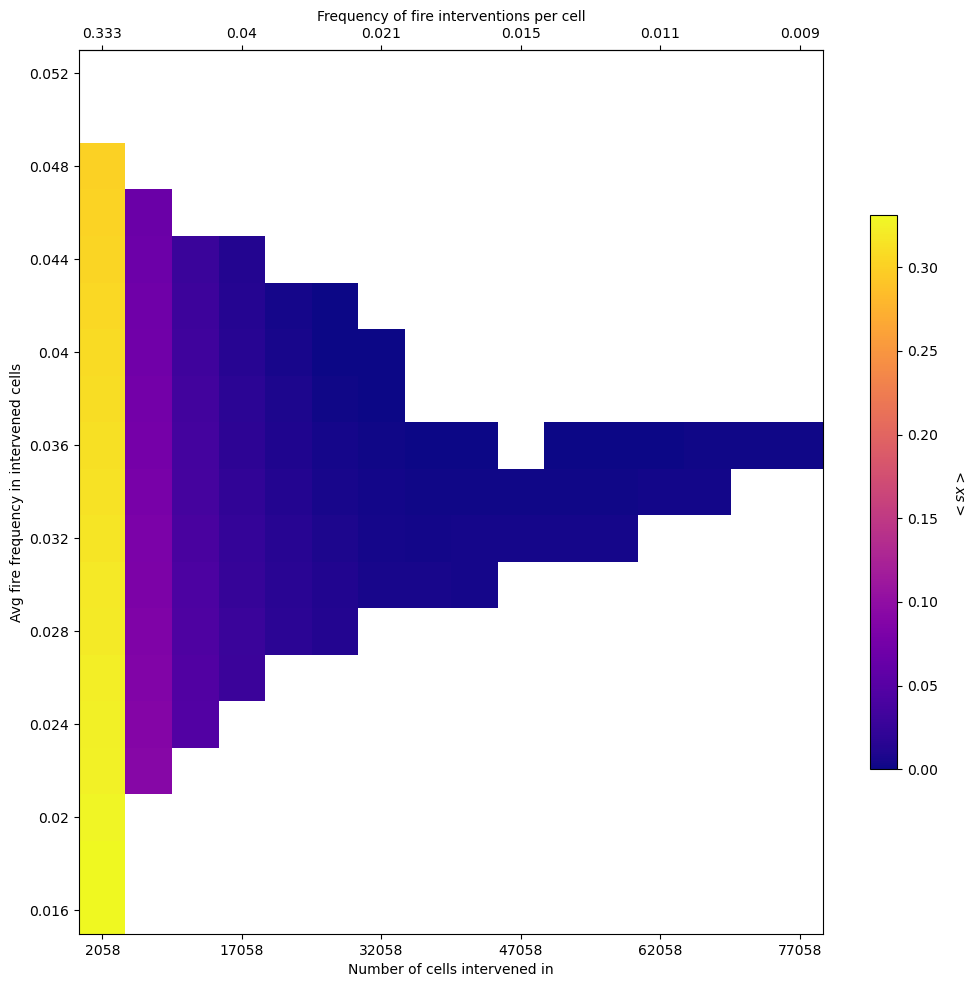 Frequency of fire interventions per cell
0.333 0.04 0.021 0.015 0.011 0.009
0.052
0.048
0.044
0.04
0.036
0.032
0.028
0.024
0.02
0.016
Avg fire frequency in intervened cells
2058 17058 32058 47058 62058 77058
Number of cells intervened in
0.30
0.25
0.20
0.15
0.10
0.05
0.00
< xs >